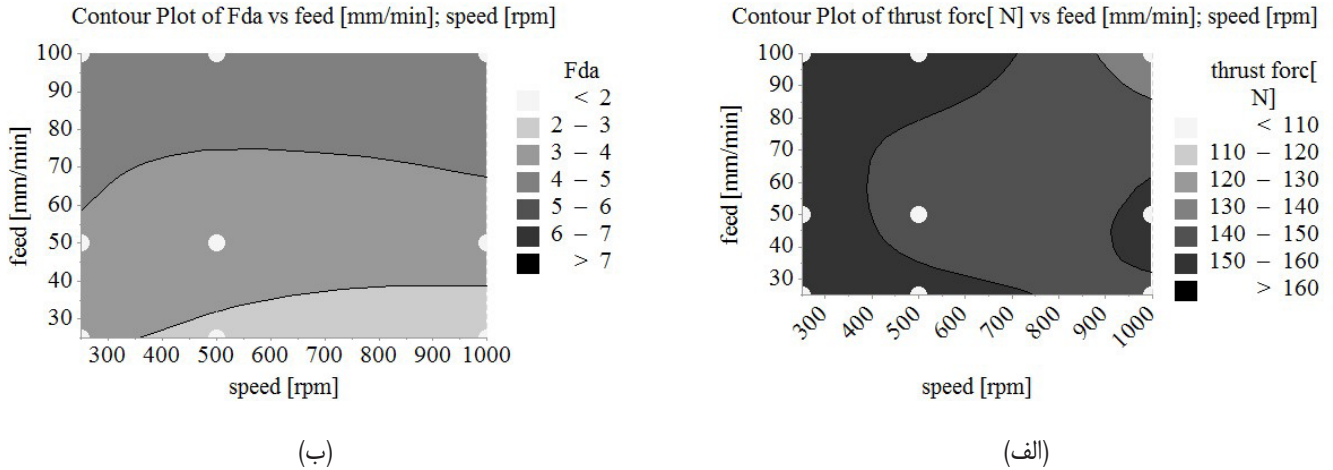 Contour Plot of Fda vs feed [mm/min]; speed [rpm]
100
90
80
70
60
50
40
30
feed [mm/min]
300 400 500 600 700 800 900 1000
speed [rpm]
Fda
< 2
2 – 3
3 – 4
4 – 5
5 – 6
6 – 7
> 7
(ب)
Contour Plot of thrust forc[ N] vs feed [mm/min]; speed [rpm]
100
90
80
70
60
50
40
30
feed [mm/min]
300 400 500 600 700 800 900 1000
speed [rpm]
thrust forc[
N]
< 110
110 – 120
120 – 130
130 – 140
140 – 150
150 – 160
> 160
(الف)